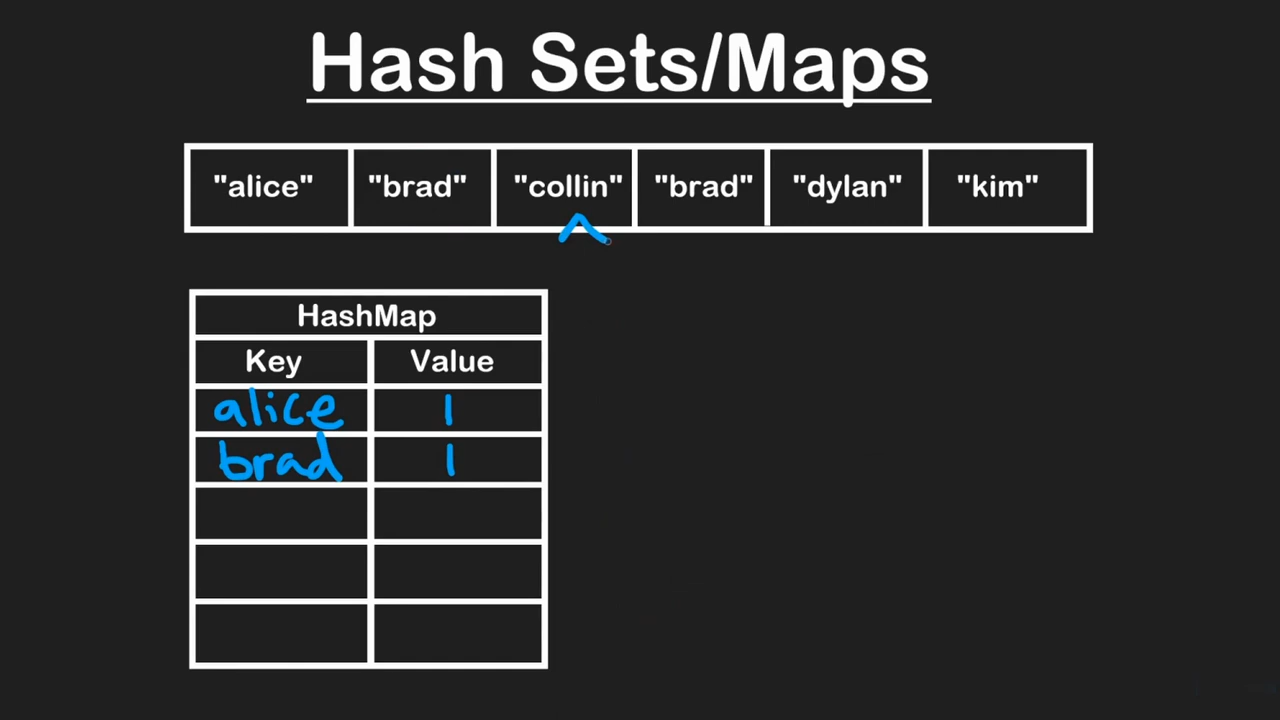 Hash Sets/Maps
"alice" "brad" "collin" "brad" "dylan" "kim"
HashMap
Key Value
alice 1
brad 1